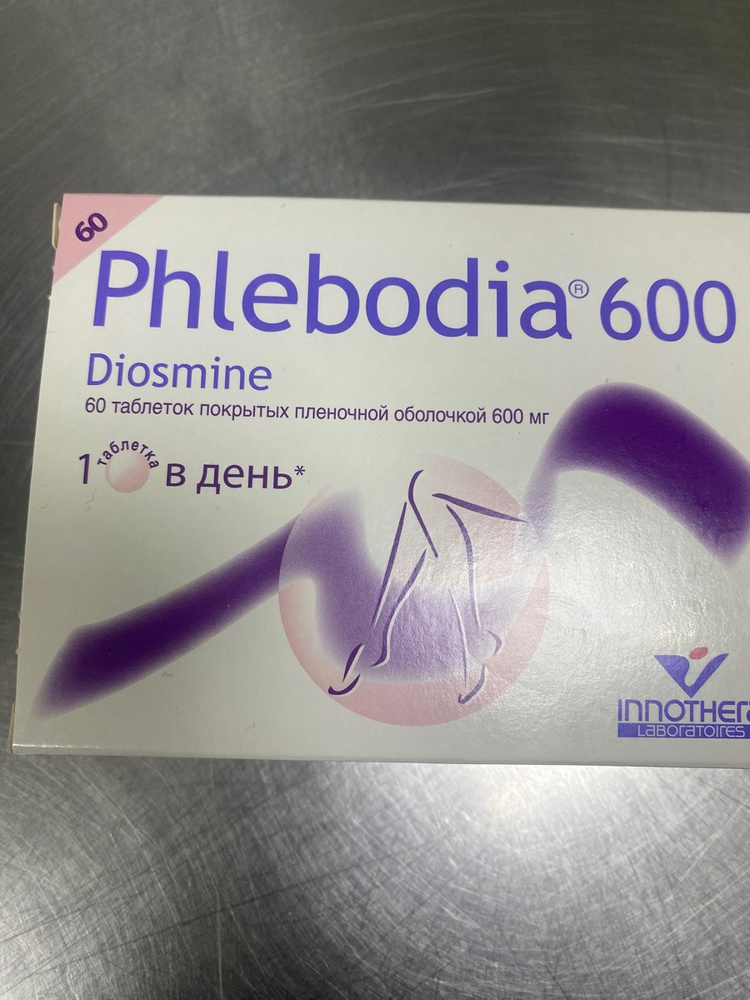 60
Phlebodia® 600
Diosmine
60 таблеток покрытых пленочной оболочкой 600 мг
1 таблетка в день*
INNOTHERA
LABORATOIRES